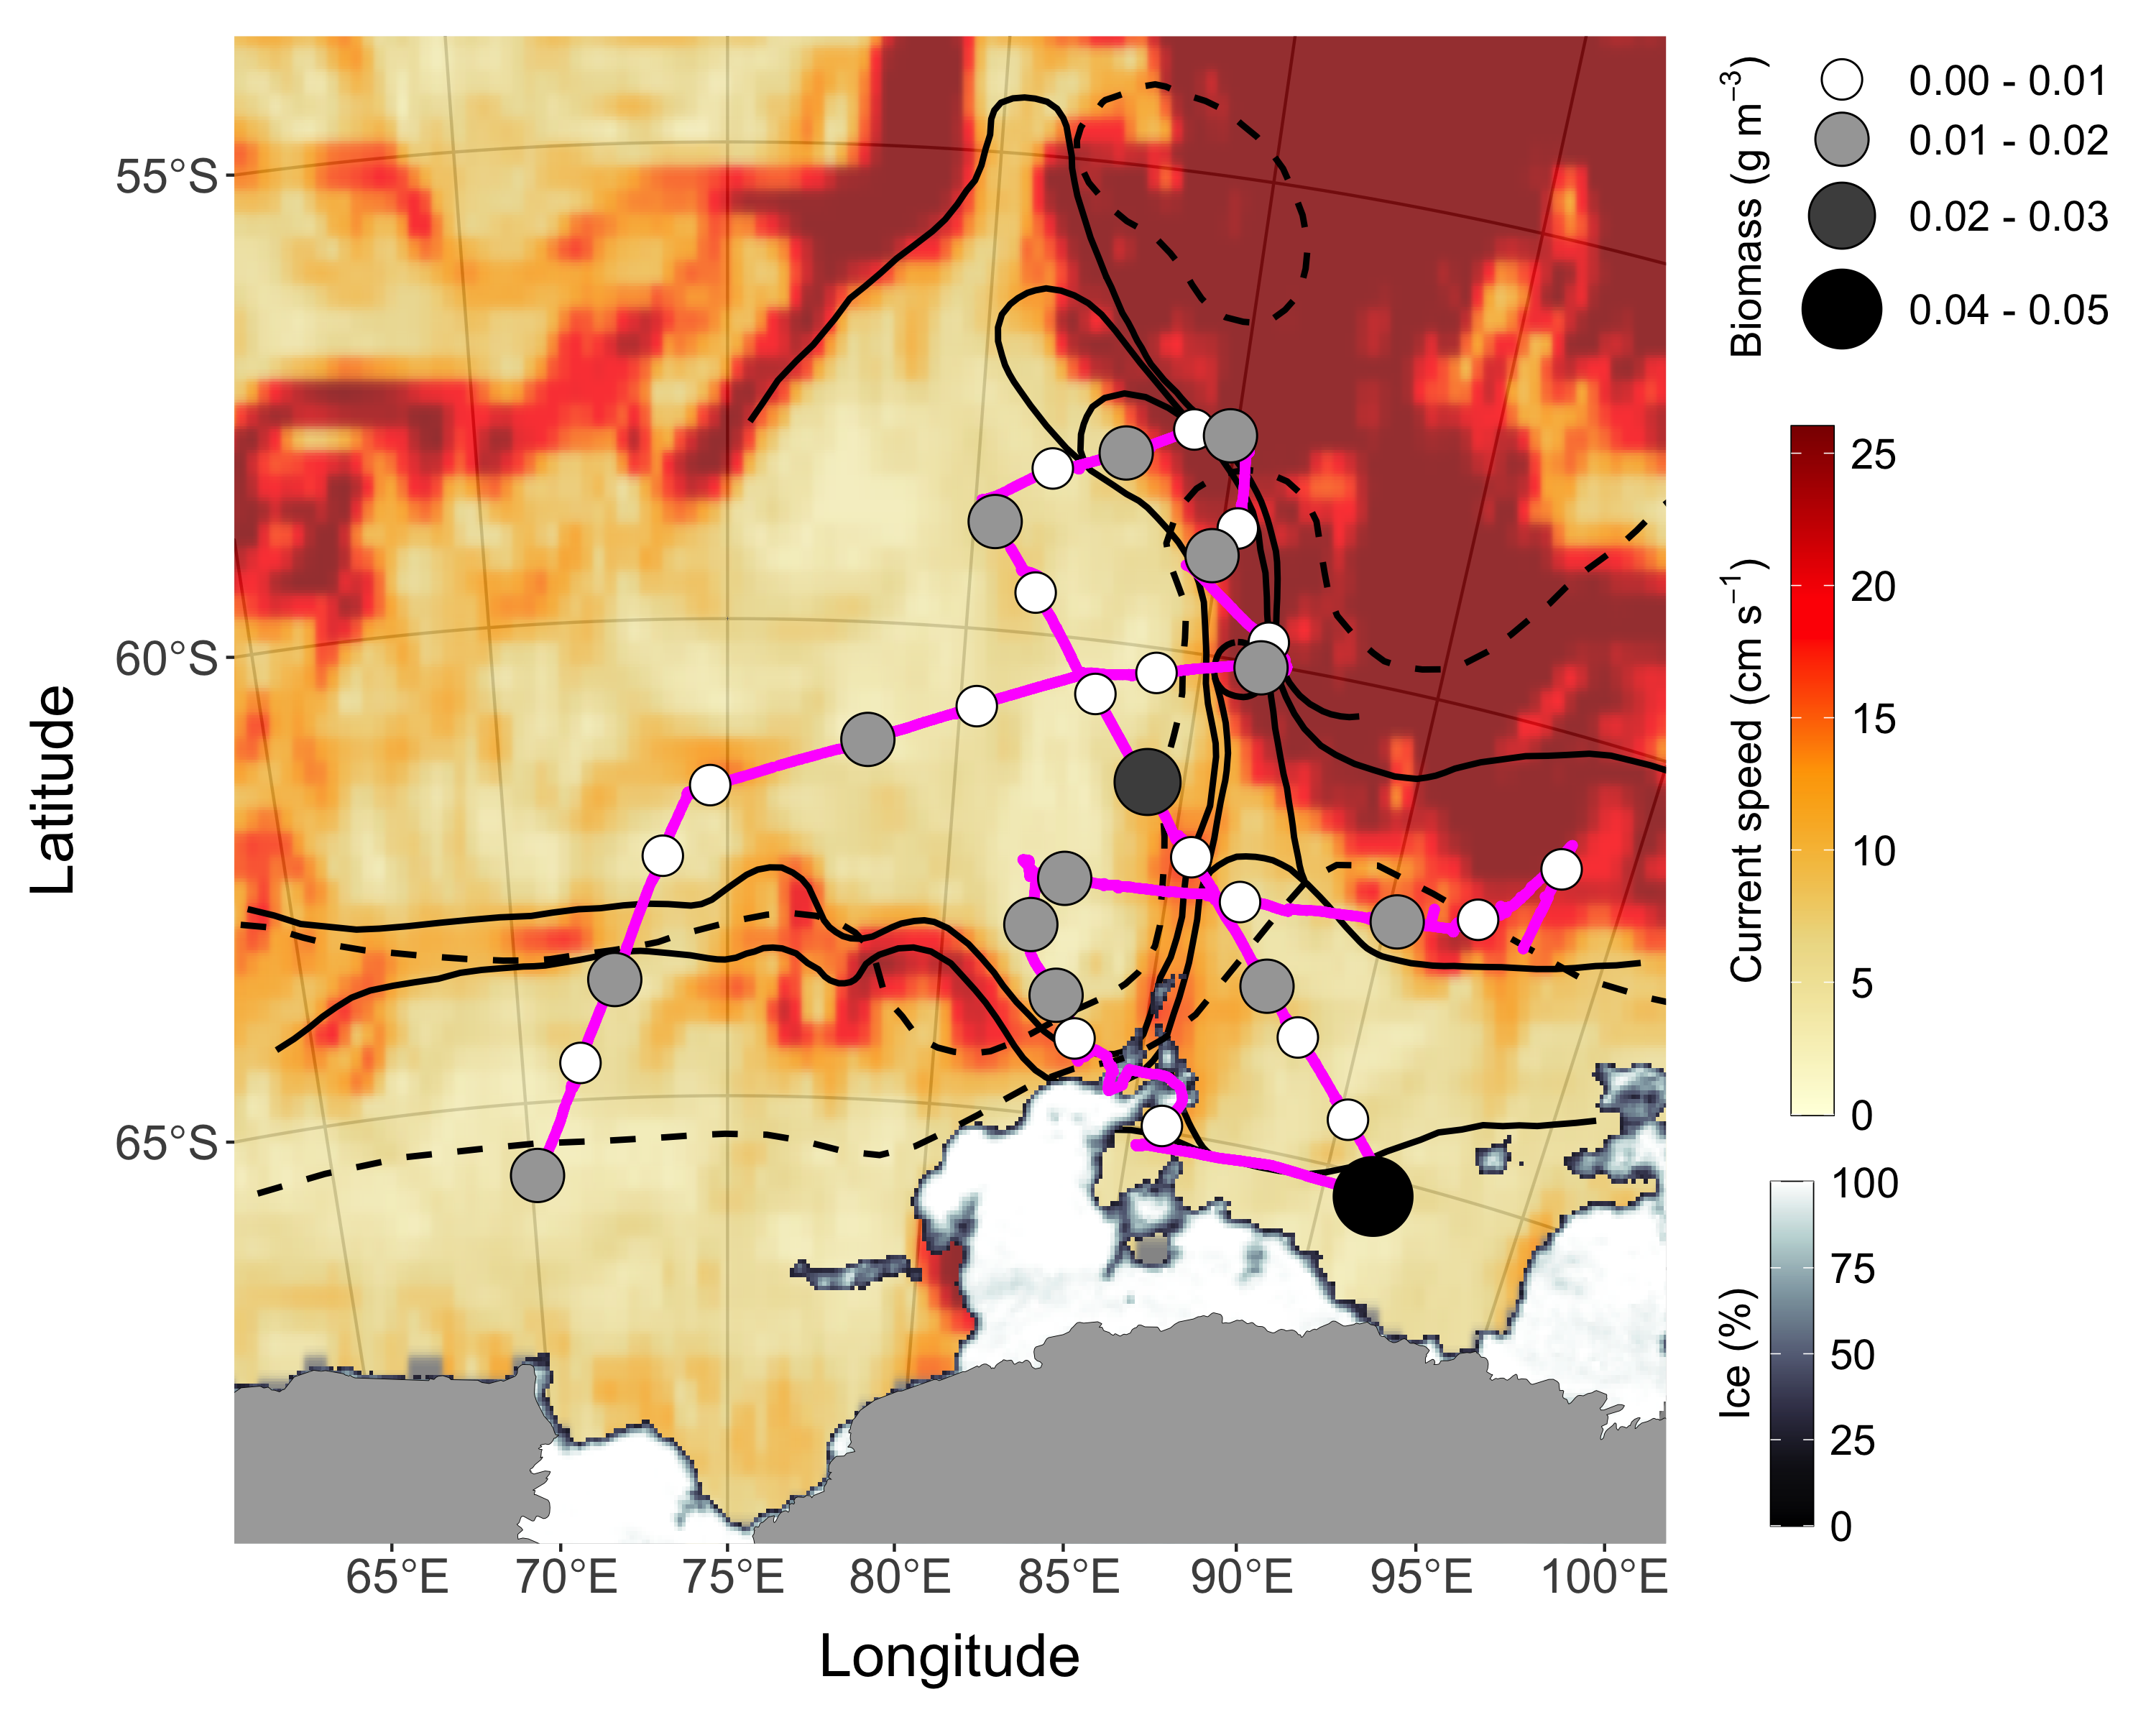 55°S
60°S
65°S
Latitude
65°E 70°E 75°E 80°E 85°E 90°E 95°E 100°E
Longitude
Biomass (g m⁻³)
0.00 - 0.01
0.01 - 0.02
0.02 - 0.03
0.04 - 0.05
Current speed (cm s⁻¹)
25
20
15
10
5
0
Ice (%)
100
75
50
25
0